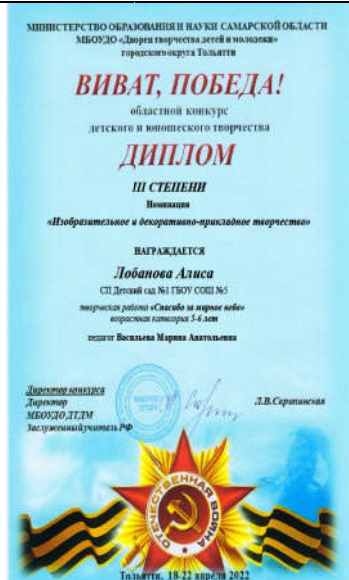 МИНИСТЕРСТВО ОБРАЗОВАНИЯ И НАУКИ САМАРСКОЙ ОБЛАСТИ
МБОУДО «Дворец творчества детей и молодежи»
городского округа Тольятти
ВИВАТ, ПОБЕДА!
областной конкурс
детского и юношеского творчества
ДИПЛОМ
III СТЕПЕНИ
Номинация
«Изобразительное и декоративно-прикладное творчество»
НАГРАЖДАЕТСЯ
Лобанова Алиса
СП Детский сад №1 ГБОУ СОШ №5
творческая работа «Спасибо за мирное небо»
возрастная категория 5-6 лет
педагог Васильева Марина Анатольевна
Директор конкурса
Директор
МБОУДО ДТДМ
Заслуженный учитель РФ
Л.В.Скрипинская
ОТЕЧЕСТВЕННАЯ ВОЙНА
Тольятти, 18-22 апреля 2022